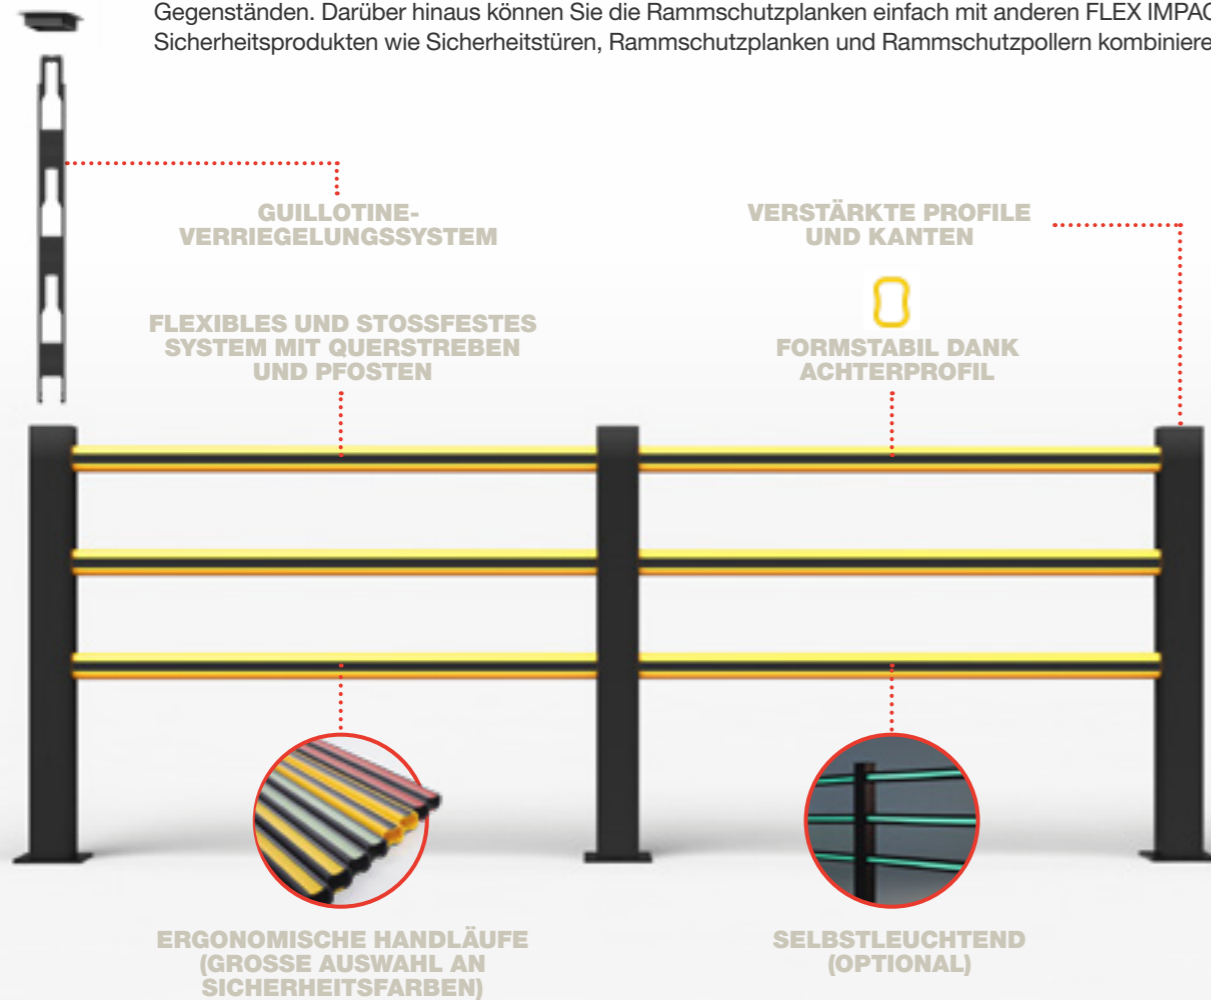 Gegenständen. Darüber hinaus können Sie die Rammschutzplanken einfach mit anderen FLEX IMPAC
Sicherheitsprodukten wie Sicherheitstüren, Rammschutzplanken und Rammschutzpollern kombiniere
GUILLOTINE-
VERRIEGELUNGSSYSTEM
VERSTÄRKTE PROFILE
UND KANTEN
FLEXIBLES UND STOSSFESTES
SYSTEM MIT QUERSTREBEN
UND PFOSTEN
FORMSTABIL DANK
ACHTERPROFIL
ERGONOMISCHE HANDLÄUFE
(GROSSE AUSWAHL AN
SICHERHEITSFARBEN)
SELBSTLEUCHTEND
(OPTIONAL)